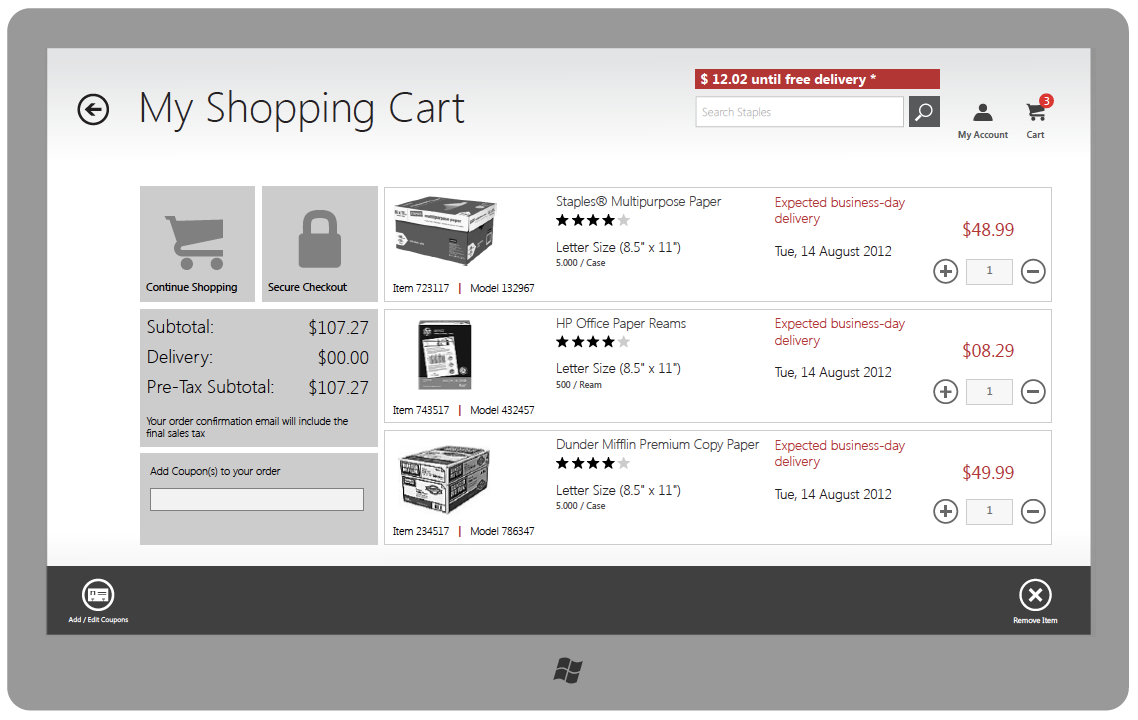 $ 12.02 until free delivery *
My Shopping Cart
Search Staples
3
My Account
Cart
Continue Shopping
Secure Checkout
Subtotal: $107.27
Delivery: $00.00
Pre-Tax Subtotal: $107.27
Your order confirmation email will include the
final sales tax
Add Coupon(s) to your order
Staples® Multipurpose Paper
Letter Size (8.5" x 11")
5.000 / Case
Item 723117 | Model 132967
Expected business-day
delivery
Tue, 14 August 2012
$48.99
1
HP Office Paper Reams
Letter Size (8.5" x 11")
500 / Ream
Item 743517 | Model 432457
Expected business-day
delivery
Tue, 14 August 2012
$08.29
1
Dunder Mifflin Premium Copy Paper
Letter Size (8.5" x 11")
5.000 / Case
Item 234517 | Model 786347
Expected business-day
delivery
Tue, 14 August 2012
$49.99
1
Add / Edit Coupons
Remove Item